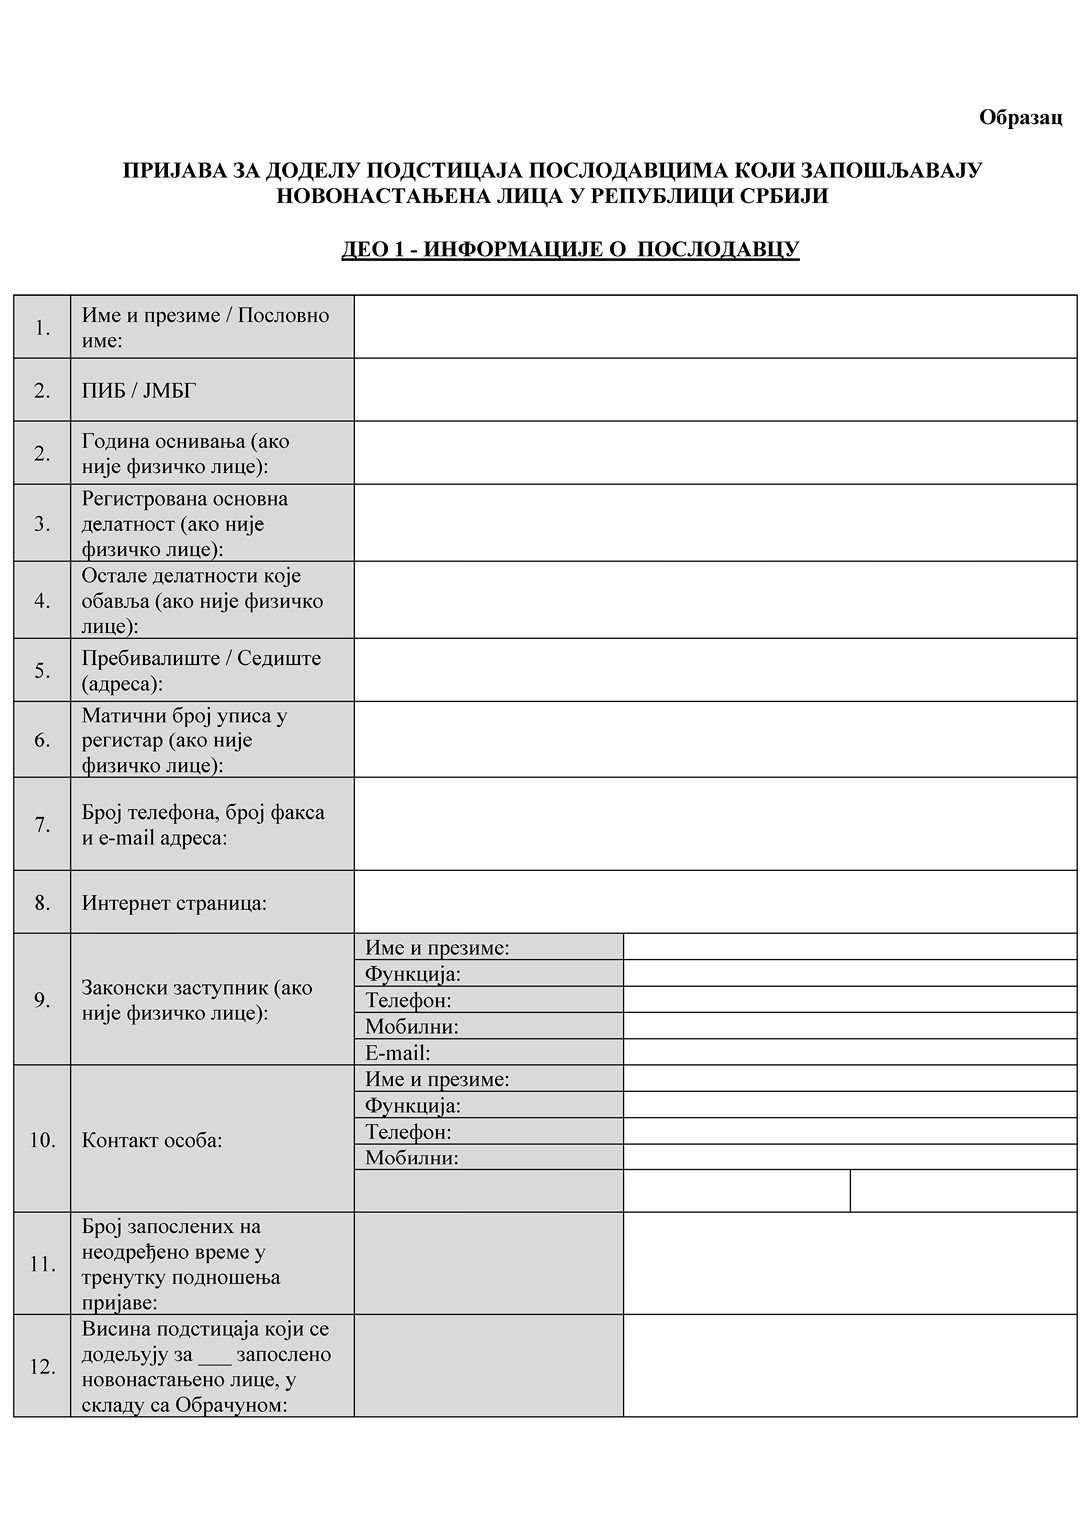 Образац
ПРИЈАВА ЗА ДОДЕЛУ ПОДСТИЦАЈА ПОСЛОДАВЦИМА КОЈИ ЗАПОШЉАВАЈУ
НОВОНАСТАЊЕНА ЛИЦА У РЕПУБЛИЦИ СРБИЈИ
ДЕО 1 - ИНФОРМАЦИЈЕ О ПОСЛОДАВЦУ
1.
Име и презиме / Пословно
име:
2.
ПИБ / ЈМБГ
2.
Година оснивања (ако
није физичко лице):
3.
Регистрована основна
делатност (ако није
физичко лице):
4.
Остале делатности које
обавља (ако није физичко
лице):
5.
Пребивалиште / Седиште
(адреса):
6.
Матични број уписа у
регистар (ако није
физичко лице):
7.
Број телефона, број факса
и e-mail адреса:
8.
Интернет страница:
9.
Законски заступник (ако
није физичко лице):
Име и презиме:
Функција:
Телефон:
Мобилни:
E-mail:
10.
Контакт особа:
Име и презиме:
Функција:
Телефон:
Мобилни:
11.
Број запослених на
неодређено време у
тренутку подношења
пријаве:
12.
Висина подстицаја који се
додељују за ___ запослено
новонастањено лице, у
складу са Обрачуном: